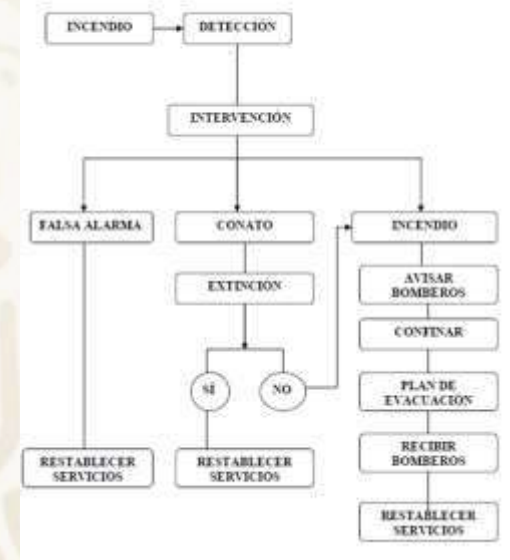 INCENDIO
DETECCIÓN
INTERVENCIÓN
FALSA ALARMA
CONATO
INCENDIO
EXTINCIÓN
AVISAR
BOMBEROS
CONFINAR
SÍ
NO
PLAN DE
EVACUACIÓN
RECIBIR
BOMBEROS
RESTABLECER
SERVICIOS
RESTABLECER
SERVICIOS
RESTABLECER
SERVICIOS